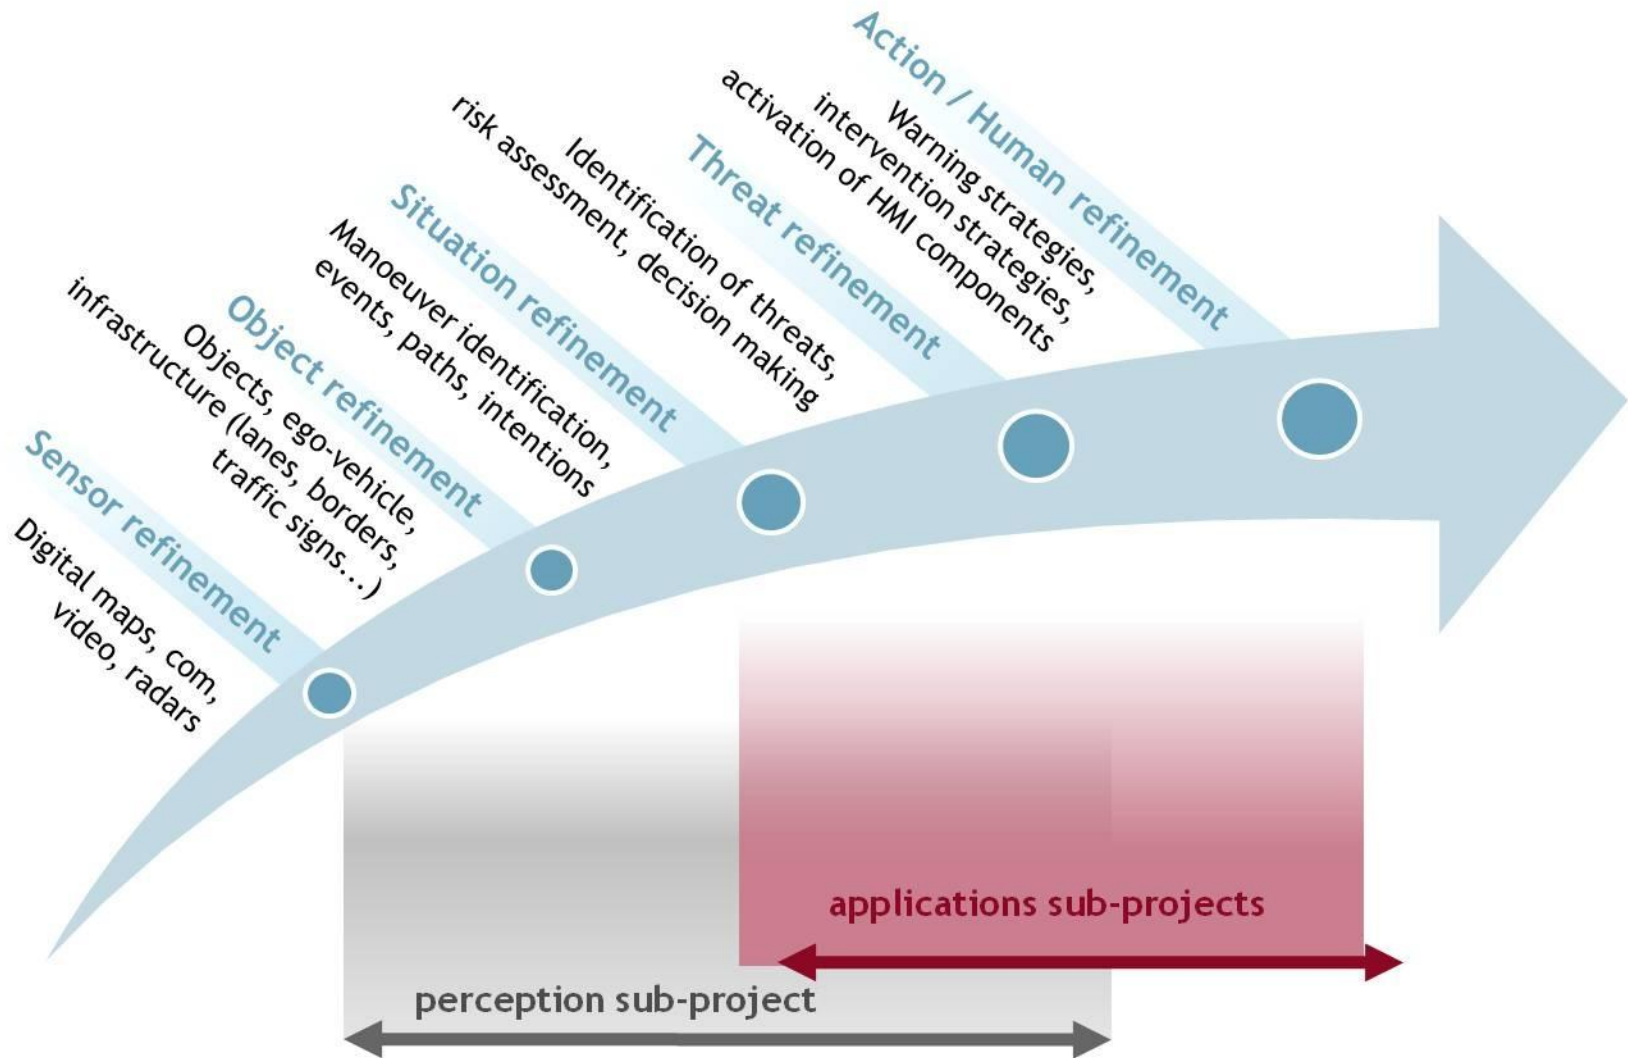 Sensor refinement
Digital maps, com,
video, radars
Object refinement
Objects, ego-vehicle,
infrastructure (lanes, borders,
traffic signs...)
Situation refinement
Manoeuver identification,
events, paths, intentions
Threat refinement
Identification of threats,
risk assessment, decision making
Action / Human refinement
Warning strategies,
intervention strategies,
activation of HMI components
applications sub-projects
perception sub-project